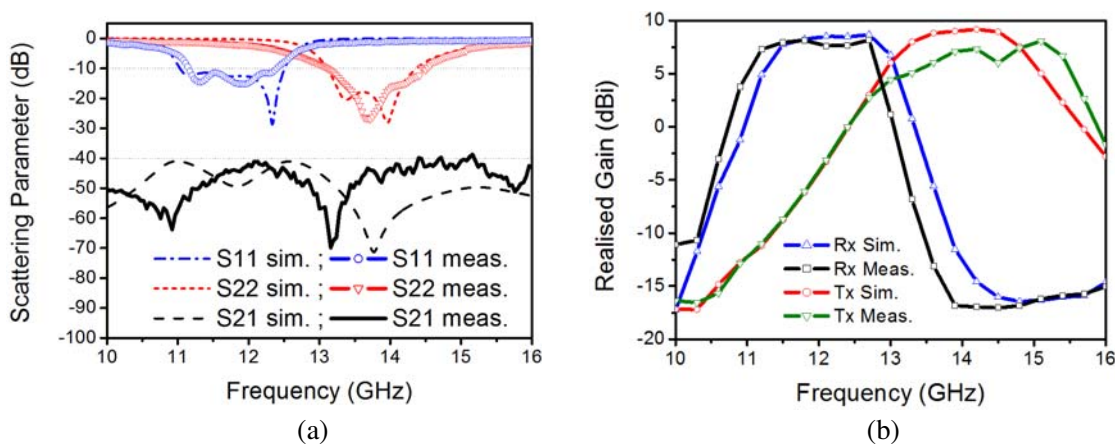 0
-10
-20
-30
-40
-50
-60
-70
-80
-90
-100
Scattering Parameter (dB)
S11 sim. ; S11 meas.
S22 sim. ; S22 meas.
S21 sim. ; S21 meas.
10 11 12 13 14 15 16
Frequency (GHz)
(a)
10
5
0
-5
-10
-15
-20
Realised Gain (dBi)
Rx Sim.
Rx Meas.
Tx Sim.
Tx Meas.
10 11 12 13 14 15 16
Frequency (GHz)
(b)